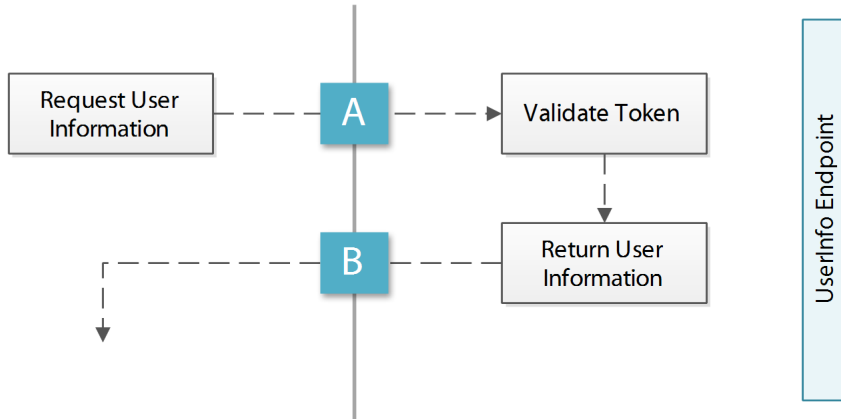 Request User
Information
A
Validate Token
B
Return User
Information
UserInfo Endpoint